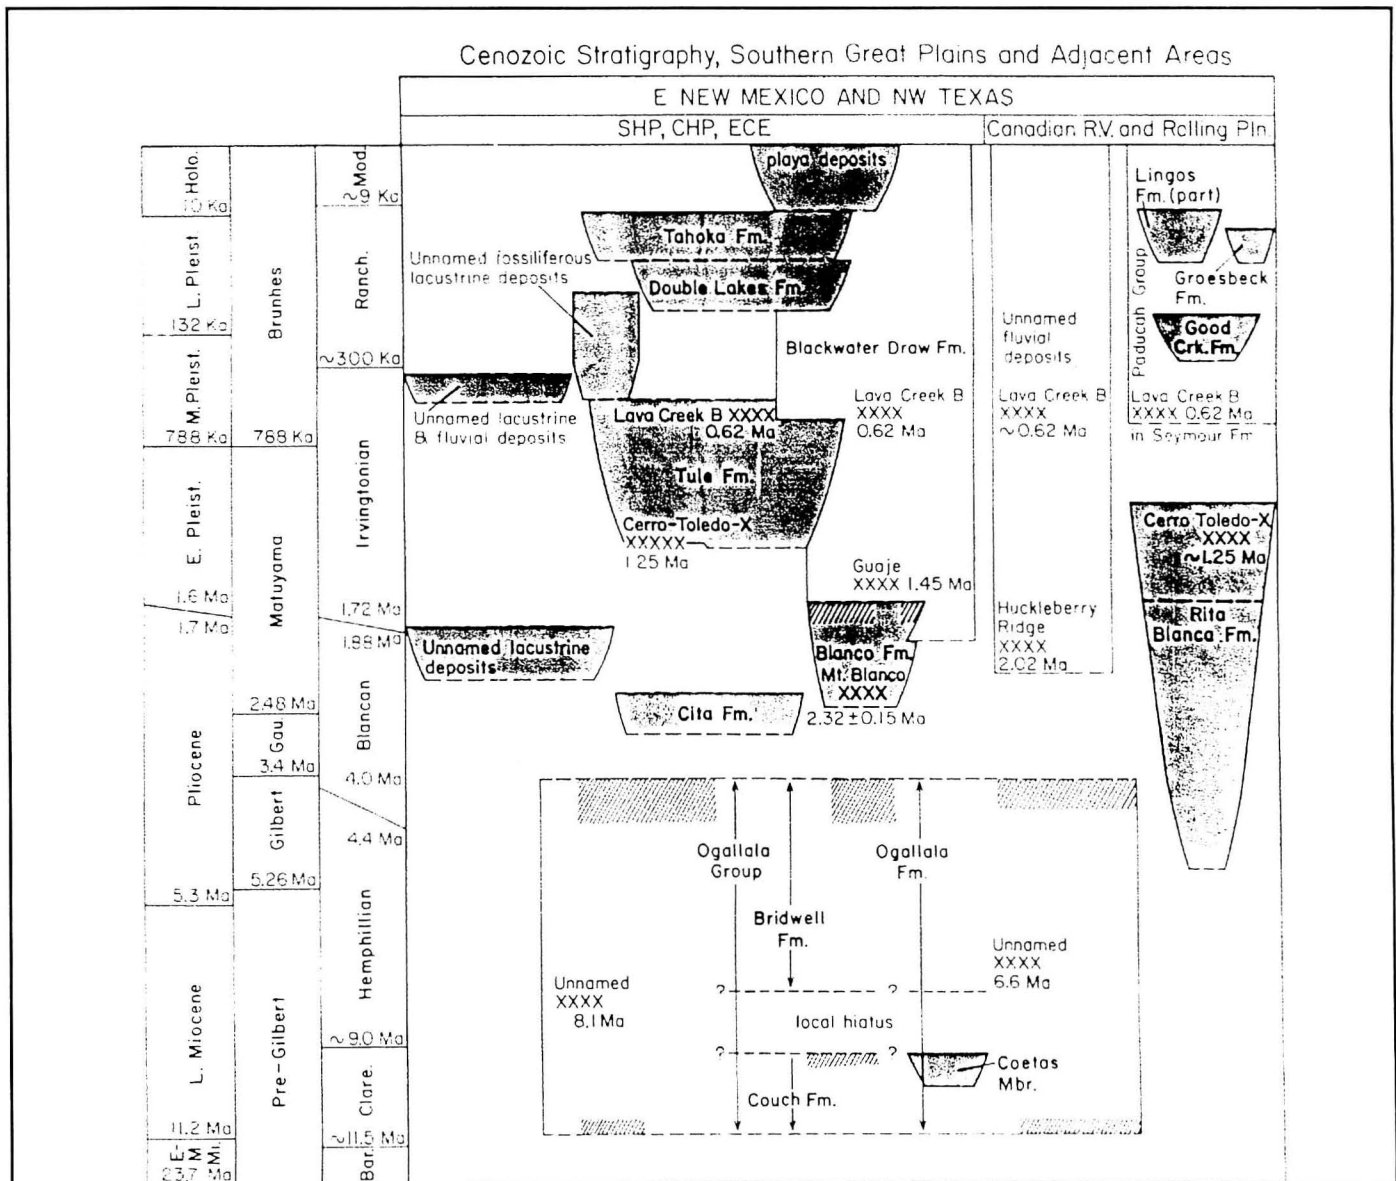 Cenozoic Stratigraphy, Southern Great Plains and Adjacent Areas
E NEW MEXICO AND NW TEXAS
SHP, CHP, ECE
Canadian R.V. and Rolling Pln.
Holo.
10 Ka
L. Pleist.
132 Ka
M. Pleist.
788 Ka
E. Pleist.
1.6 Ma
1.7 Ma
Pliocene
5.3 Ma
L. Miocene
11.2 Ma
E-
M
Mi.
23.7 Ma
Brunhes
788 Ka
Matuyama
2.48 Ma
Gau.
3.4 Ma
Gilbert
5.26 Ma
Pre-Gilbert
Mod.
~9 Ka
Ranch.
~300 Ka
Irvingtonian
1.72 Ma
1.88 Ma
Blancan
4.0 Ma
4.4 Ma
Hemphillian
~9.0 Ma
Clare.
~11.5 Ma
Bar.
playa deposits
Tahoka Fm.
Unnamed fossiliferous
lacustrine deposits
Double Lakes Fm.
Blackwater Draw Fm.
Unnamed lacustrine
& fluvial deposits
Lava Creek B XXXX
0.62 Ma
Tule Fm.
Cerro-Toledo-X
XXXXX
1.25 Ma
Lava Creek B
XXXX
0.62 Ma
Guaje
XXXX 1.45 Ma
Unnamed lacustrine
deposits
Blanco Fm.
Mt. Blanco
XXXX
2.32 ± 0.15 Ma
Cita Fm.
Unnamed
fluvial
deposits
Lava Creek B
XXXX
~0.62 Ma
Huckleberry
Ridge
XXXX
2.02 Ma
Lingos
Fm. (part)
Paducah Group
Groesbeck
Fm.
Good
Crk. Fm.
Lava Creek B
XXXX 0.62 Ma
in Seymour Fm
Cerro Toledo-X
XXXX
~1.25 Ma
Rita
Blanca Fm.
Ogallala
Group
Ogallala
Fm.
Bridwell
Fm.
Unnamed
XXXX
8.1 Ma
Unnamed
XXXX
6.6 Ma
? ?
local hiatus
? ?
Couch Fm.
Coetas
Mbr.